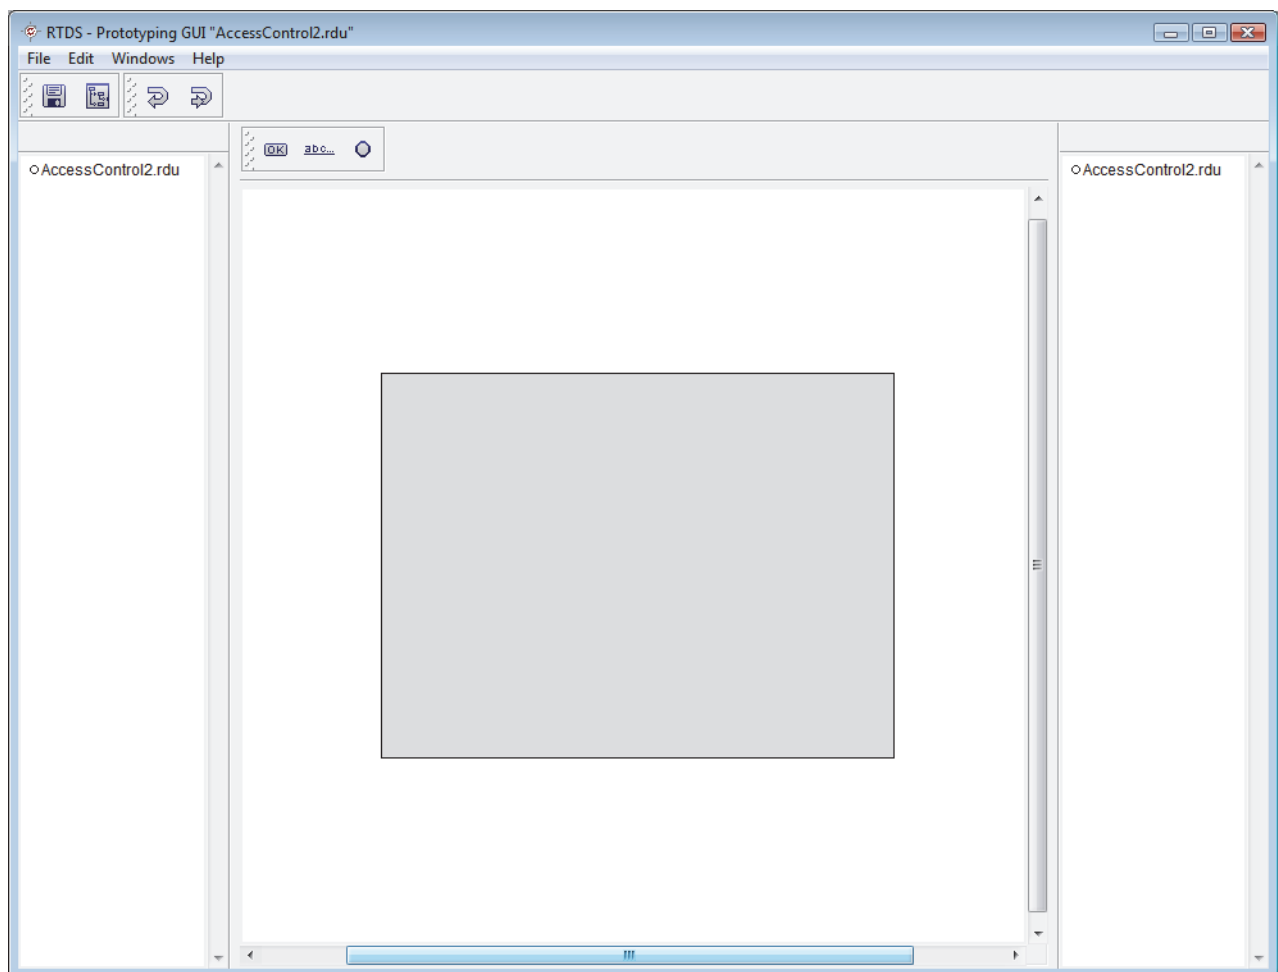 RTDS - Prototyping GUI "AccessControl2.rdu"
File Edit Windows Help
OK abc...
AccessControl2.rdu
AccessControl2.rdu